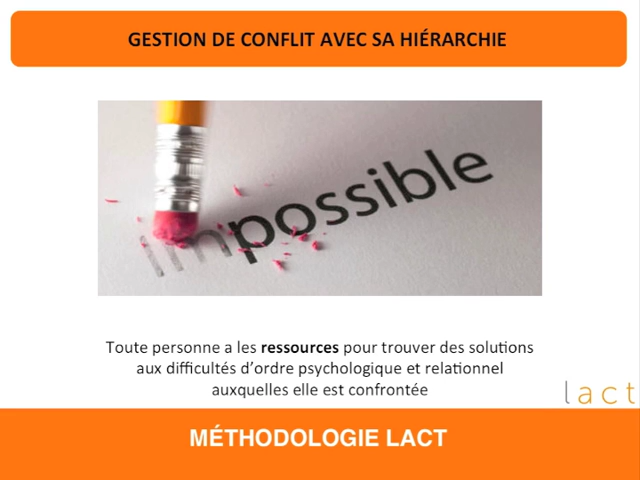 GESTION DE CONFLIT AVEC SA HIÉRARCHIE
impossible
Toute personne a les ressources pour trouver des solutions
aux difficultés d’ordre psychologique et relationnel
auxquelles elle est confrontée
lact
MÉTHODOLOGIE LACT